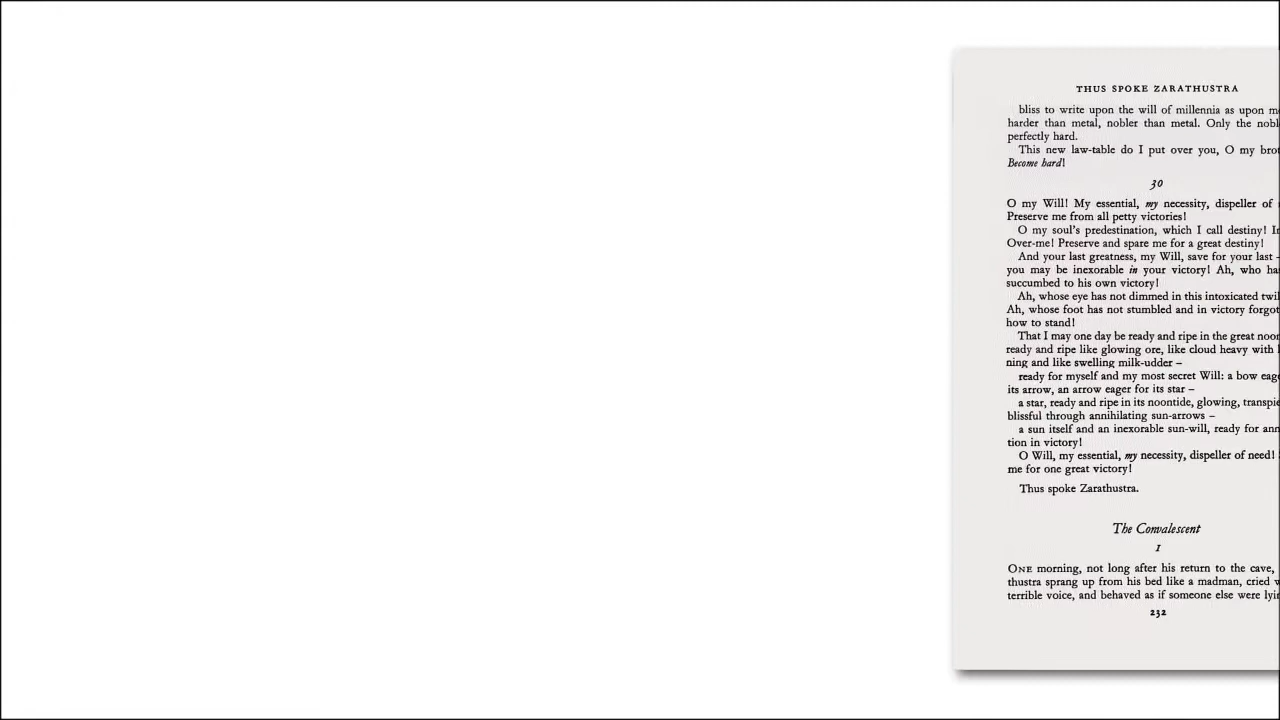 THUS SPOKE ZARATHUSTRA
bliss to write upon the will of millennia as upon
harder than metal, nobler than metal. Only the
perfectly hard.
This new law-table do I put over you, O my
Become hard!
30
O my Will! My essential, my necessity, dispeller of
Preserve me from all petty victories!
O my soul's predestination, which I call destiny!
Over-me! Preserve and spare me for a great destiny!
And your last greatness, my Will, save for your last –
you may be inexorable in your victory! Ah, who
succumbed to his own victory!
Ah, whose eye has not dimmed in this intoxicated
Ah, whose foot has not stumbled and in victory
how to stand!
That I may one day be ready and ripe in the great
ready and ripe like glowing ore, like cloud heavy with
ning and like swelling milk-udder –
ready for myself and my most secret Will: a bow
its arrow, an arrow eager for its star –
a star, ready and ripe in its noontide, glowing,
blissful through annihilating sun-arrows –
a sun itself and an inexorable sun-will, ready for
tion in victory!
O Will, my essential, my necessity, dispeller of need!
me for one great victory!
Thus spoke Zarathustra.
The Convalescent
1
ONE morning, not long after his return to the cave,
thustra sprang up from his bed like a madman, cried
terrible voice, and behaved as if someone else were
232